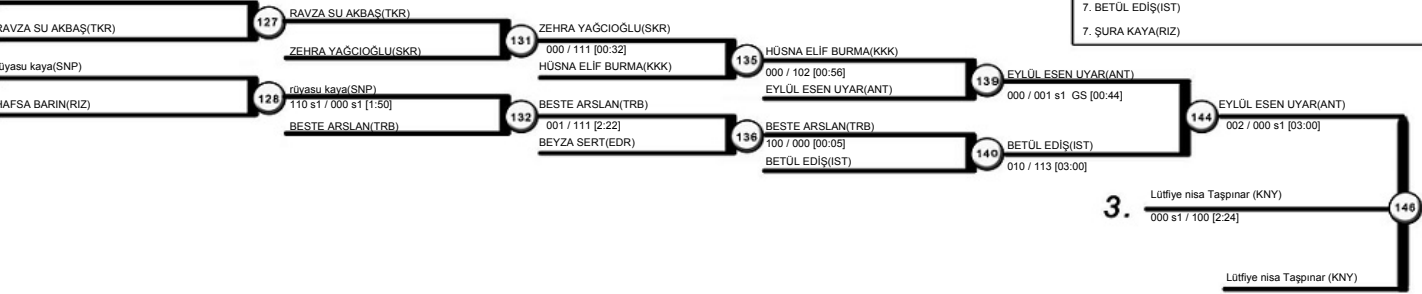 7. BETÜL EDİŞ(IST)
7. ŞURA KAYA(RIZ)
RAVZA SU AKBAŞ(TKR)
127
RAVZA SU AKBAŞ(TKR)
ZEHRA YAĞCIOĞLU(SKR)
131
ZEHRA YAĞCIOĞLU(SKR)
000 / 111 [00:32]
HÜSNA ELİF BURMA(KKK)
135
HÜSNA ELİF BURMA(KKK)
000 / 102 [00:56]
EYLÜL ESEN UYAR(ANT)
139
EYLÜL ESEN UYAR(ANT)
000 / 001 s1 GS [00:44]
rüyasu kaya(SNP)
HAFSA BARIN(RIZ)
128
rüyasu kaya(SNP)
110 s1 / 000 s1 [1:50]
BESTE ARSLAN(TRB)
132
BESTE ARSLAN(TRB)
001 / 111 [2:22]
BEYZA SERT(EDR)
136
BESTE ARSLAN(TRB)
100 / 000 [00:05]
BETÜL EDİŞ(IST)
140
BETÜL EDİŞ(IST)
010 / 113 [03:00]
144
EYLÜL ESEN UYAR(ANT)
002 / 000 s1 [03:00]
3.
Lütfiye nisa Taşpınar (KNY)
000 s1 / 100 [2:24]
146
Lütfiye nisa Taşpınar (KNY)